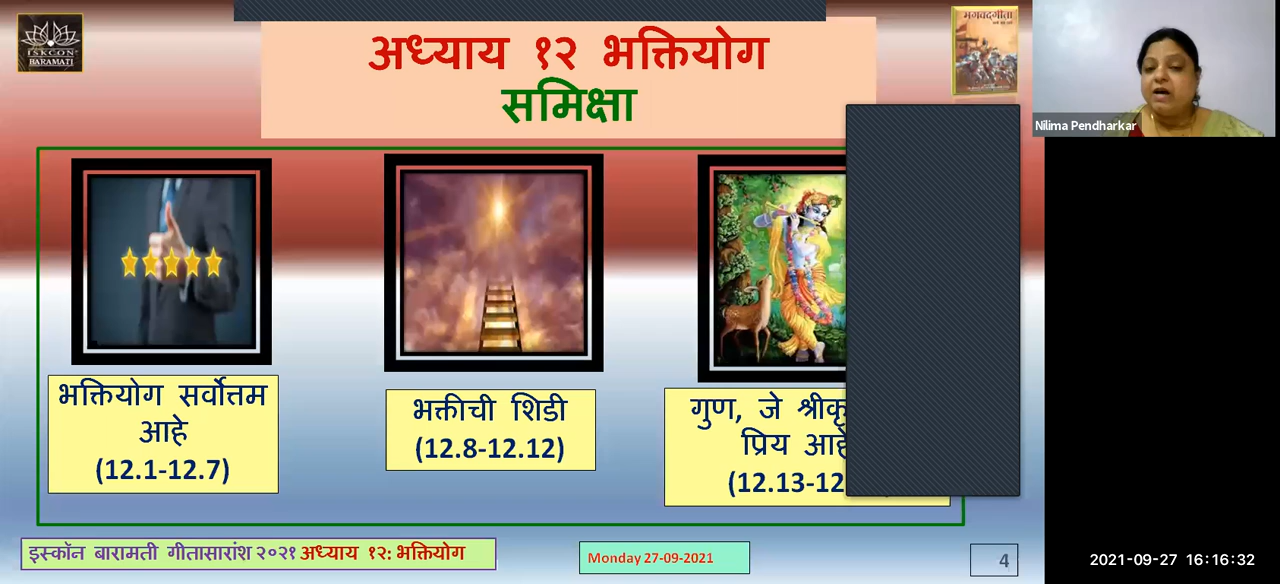 ISKCON
BARAMATI
अध्याय १२ भक्तियोग
समिक्षा
भगवद्गीता
Nilima Pendharkar
भक्तियोग सर्वोत्तम
आहे
(12.1-12.7)
भक्तीची शिडी
(12.8-12.12)
गुण, जे
प्रिय
(12.13-12
इस्कॉन बारामती गीतासारांश २०२१ अध्याय १२: भक्तियोग
Monday 27-09-2021
4
2021-09-27 16:16:32